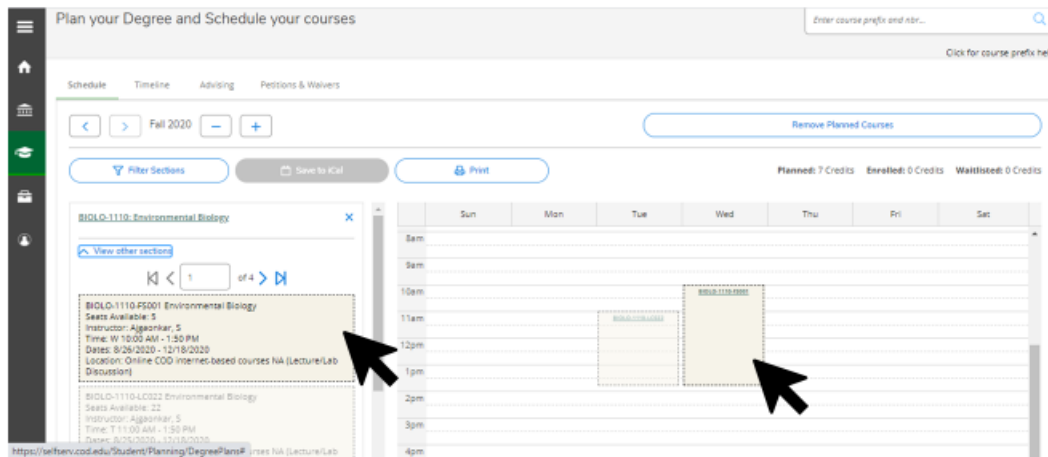 Plan your Degree and Schedule your courses
Enter course prefix and nbr...
Click for course prefix hel
Schedule Timeline Advising Petitions & Waivers
Fall 2020
Remove Planned Courses
Filter Sections Save to iCal Print
Planned: 7 Credits Enrolled: 0 Credits Waitlisted: 0 Credits
BIOLO-1110: Environmental Biology
View other sections
1 of 4
BIOLO-1110-FS001 Environmental Biology
Seats Available: 5
Instructor: Ajgaonkar, S
Time: W 10:00 AM - 1:50 PM
Dates: 8/26/2020 - 12/18/2020
Location: Online COD internet-based courses NA (Lecture/Lab
Discussion)
BIOLO-1110-LC022 Environmental Biology
Seats Available: 22
Instructor: Ajgaonkar, S
Time: T 11:00 AM - 1:50 PM
Dates: 8/25/2020 - 12/18/2020
https://selfserv.cod.edu/Student/Planning/DegreePlans# urses NA (Lecture/Lab
Sun Mon Tue Wed Thu Fri Sat
8am
9am
10am BIOLO-1110-FS001
11am
12pm
1pm
2pm
3pm
4pm